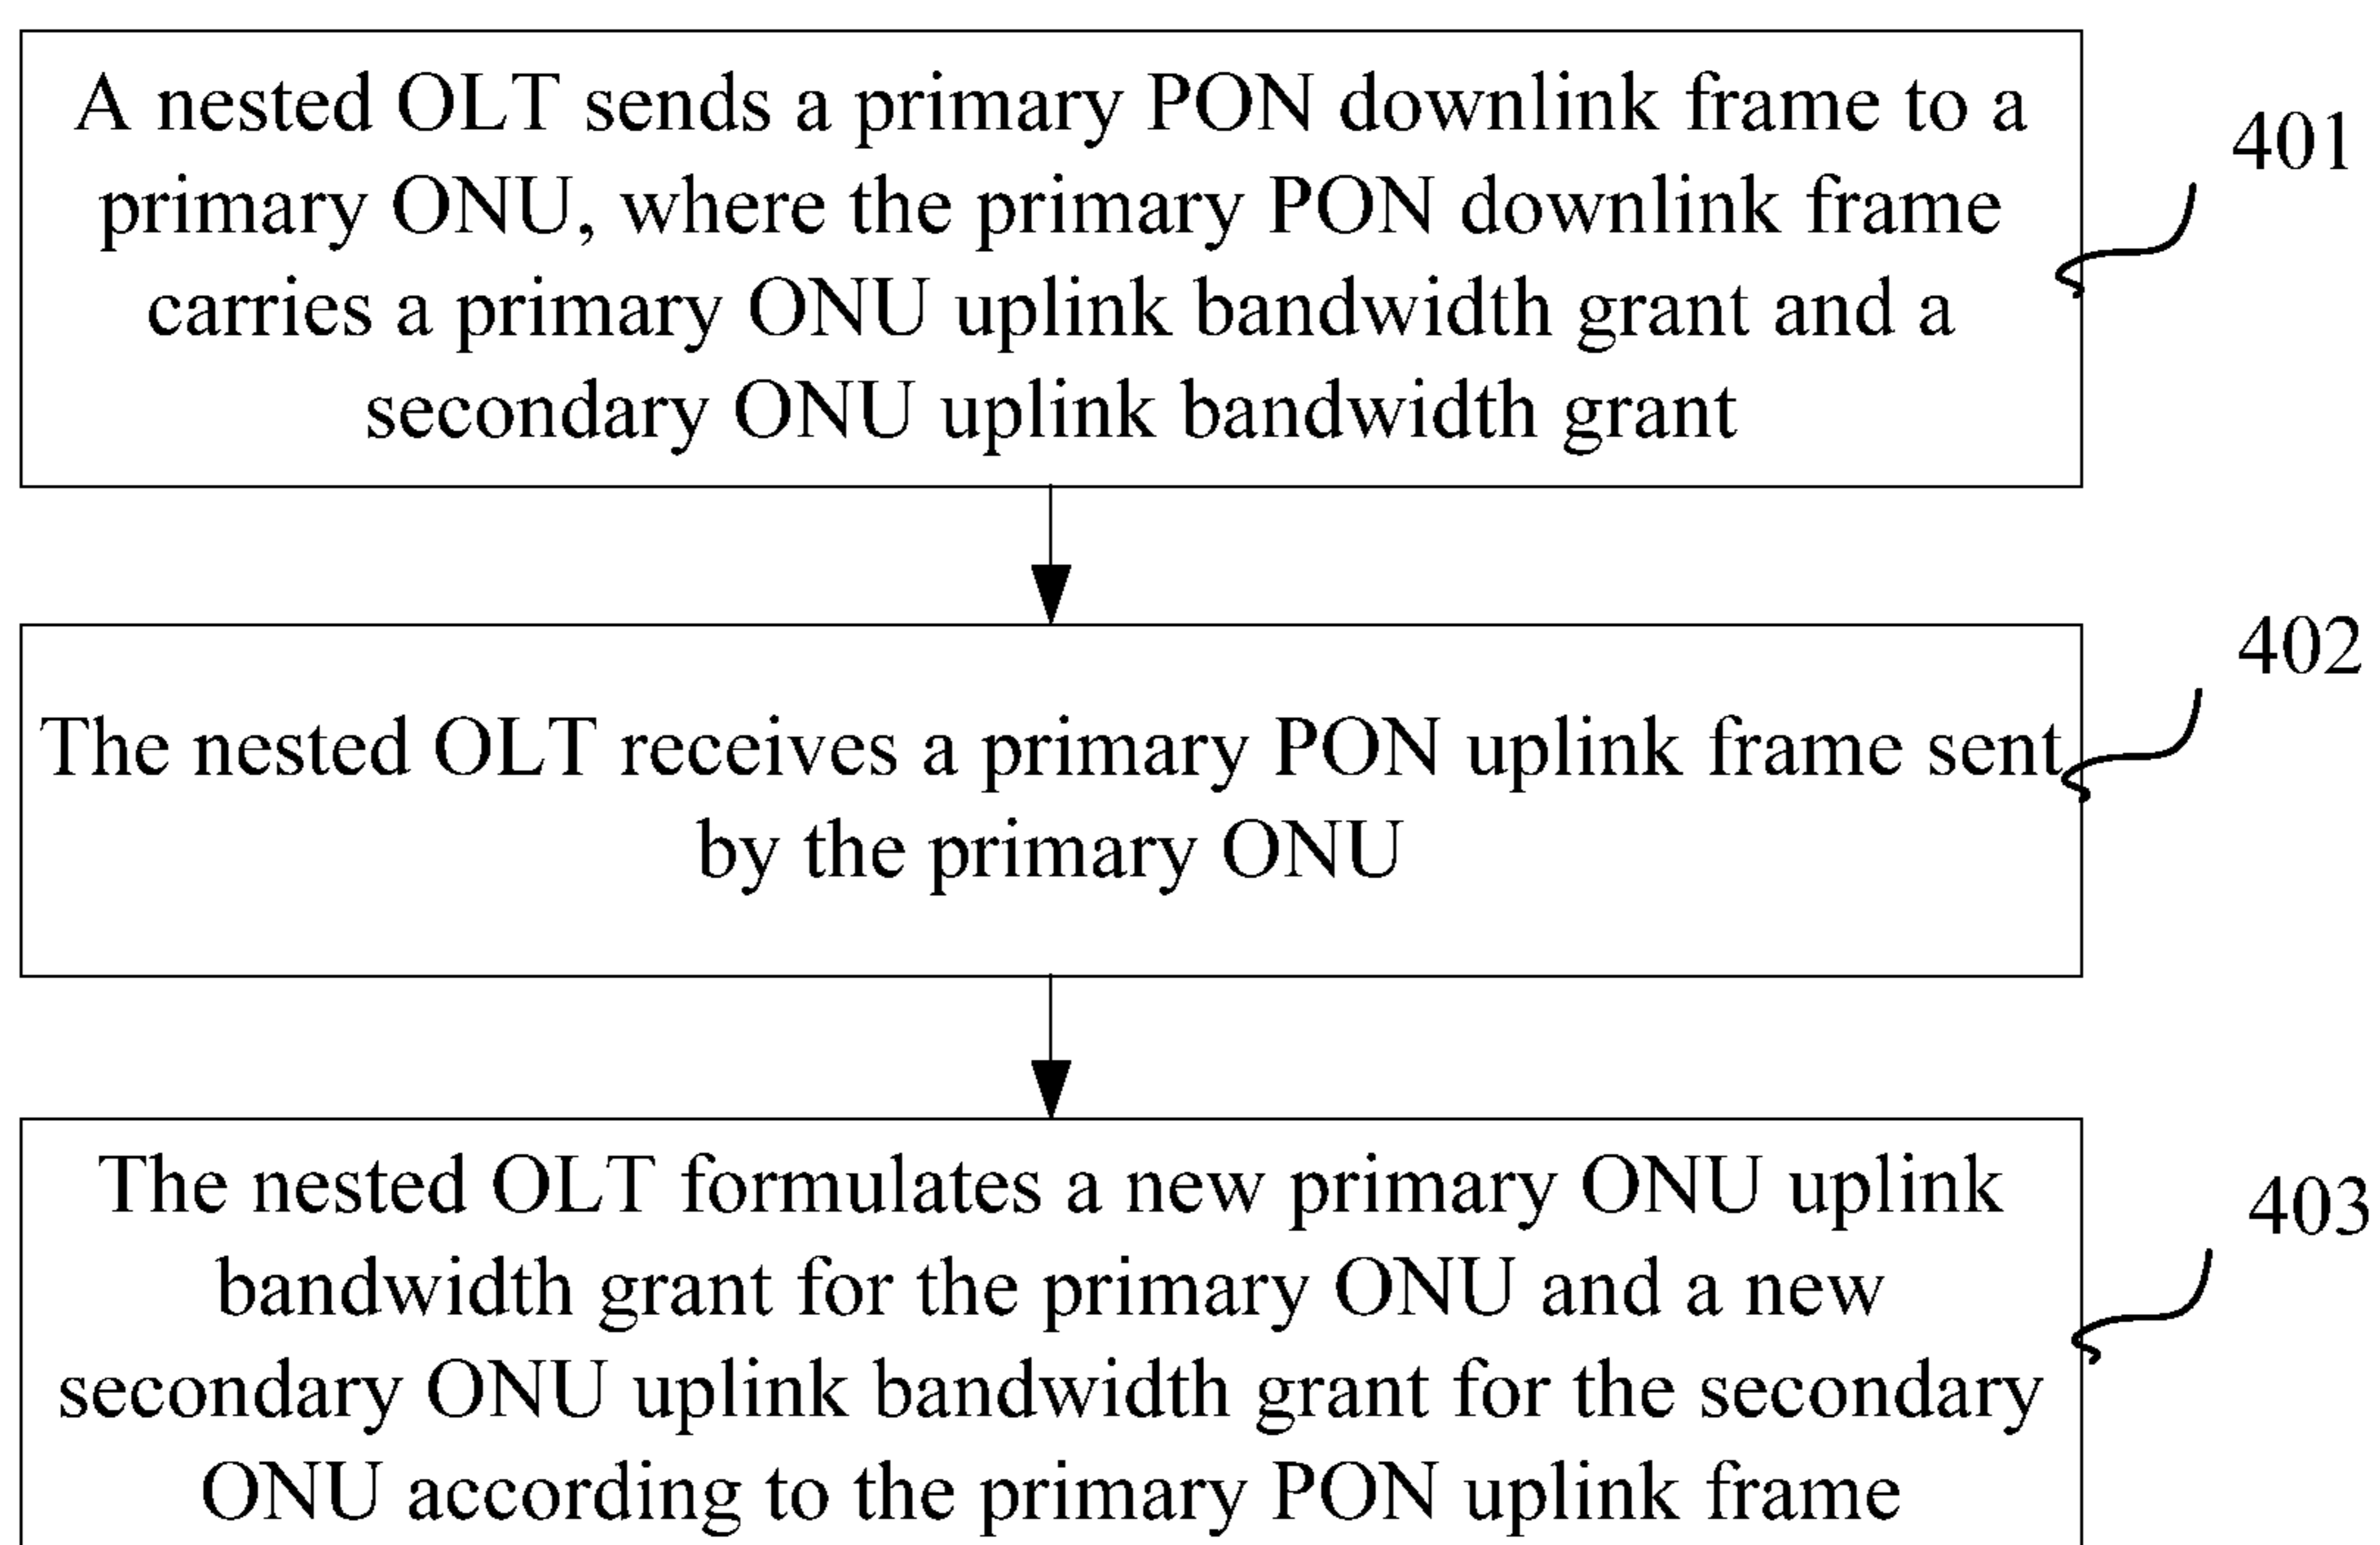 A nested OLT sends a primary PON downlink frame to a
primary ONU, where the primary PON downlink frame
carries a primary ONU uplink bandwidth grant and a
secondary ONU uplink bandwidth grant
401
The nested OLT receives a primary PON uplink frame sent
by the primary ONU
402
The nested OLT formulates a new primary ONU uplink
bandwidth grant for the primary ONU and a new
secondary ONU uplink bandwidth grant for the secondary
ONU according to the primary PON uplink frame
403